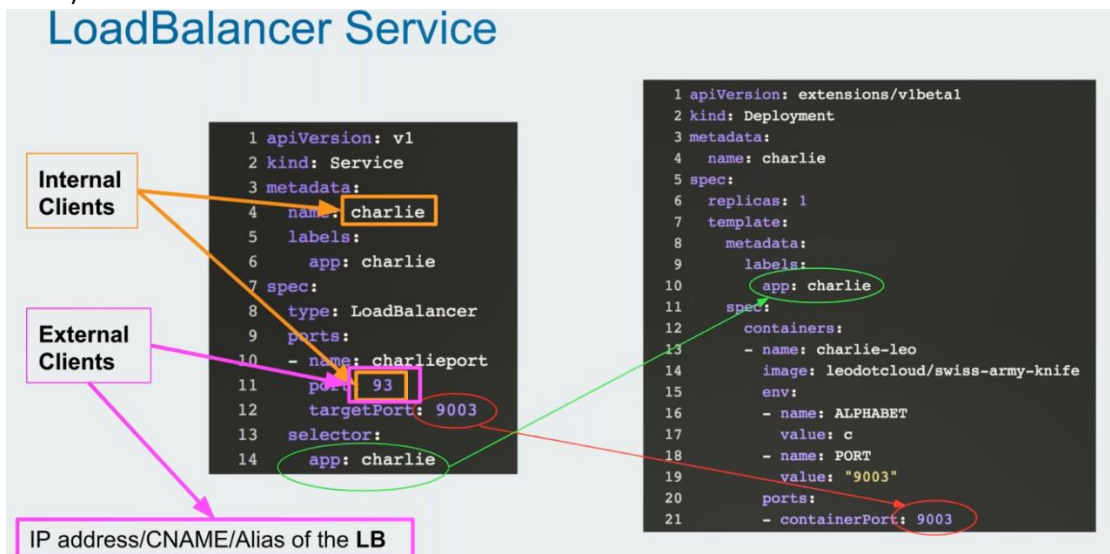 LoadBalancer Service
Internal
Clients
External
Clients
IP address/CNAME/Alias of the LB
1 apiVersion: v1
2 kind: Service
3 metadata:
4   name: charlie
5   labels:
6     app: charlie
7 spec:
8   type: LoadBalancer
9   ports:
10   - name: charlieport
11     port: 93
12     targetPort: 9003
13   selector:
14     app: charlie
1 apiVersion: extensions/v1beta1
2 kind: Deployment
3 metadata:
4   name: charlie
5 spec:
6   replicas: 1
7   template:
8     metadata:
9       labels:
10         app: charlie
11     spec:
12       containers:
13       - name: charlie-leo
14         image: leodotcloud/swiss-army-knife
15         env:
16         - name: ALPHABET
17           value: c
18         - name: PORT
19           value: "9003"
20         ports:
21         - containerPort: 9003